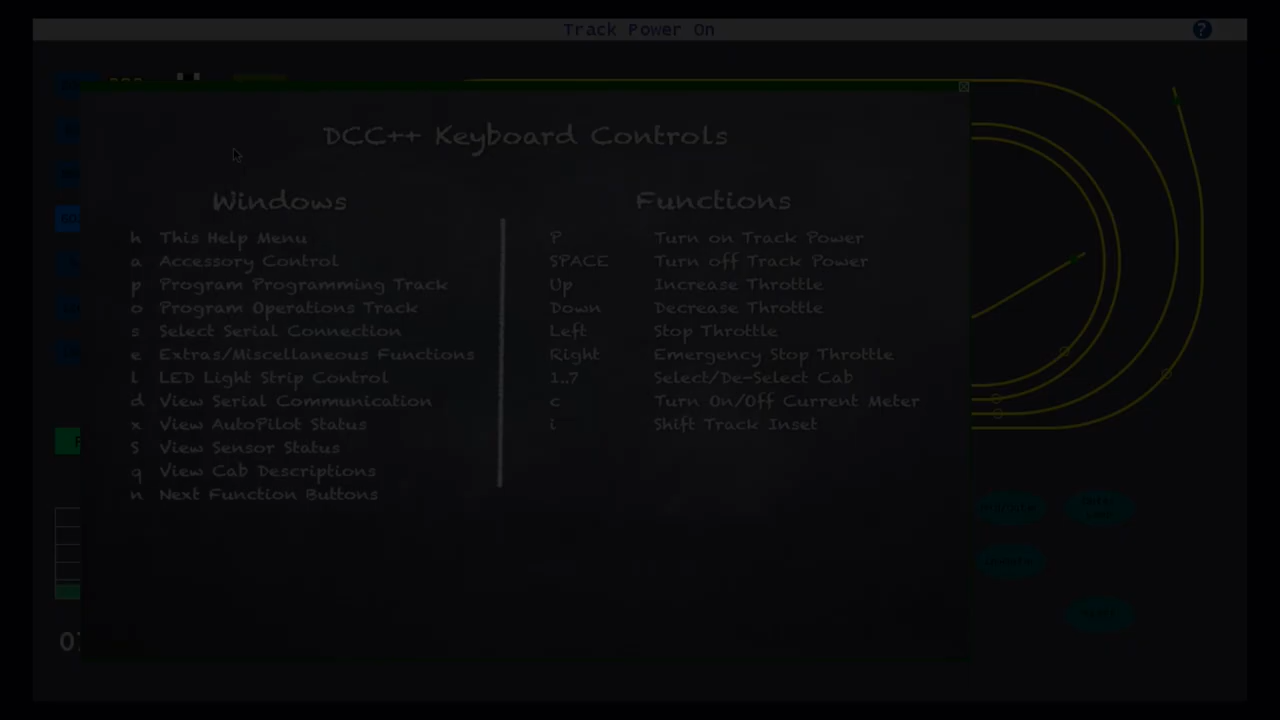 Track Power On
?
DCC++ Keyboard Controls
Windows
h This Help Menu
a Accessory Control
p Program Programming Track
o Program Operations Track
s Select Serial Connection
e Extras/Miscellaneous Functions
l LED Light Strip Control
d View Serial Communication
x View AutoPilot Status
S View Sensor Status
q View Cab Descriptions
n Next Function Buttons
Functions
P Turn on Track Power
SPACE Turn off Track Power
Up Increase Throttle
Down Decrease Throttle
Left Stop Throttle
Right Emergency Stop Throttle
1..7 Select/De-Select Cab
c Turn On/Off Current Meter
i Shift Track Inset